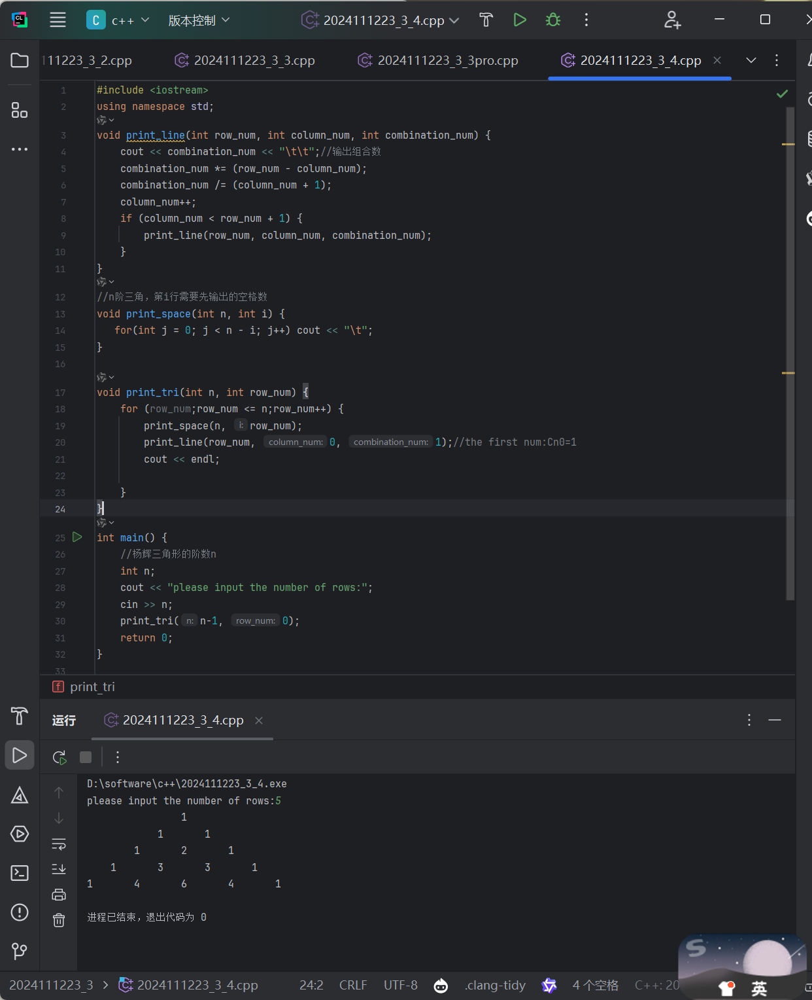 CL C c++ 版本控制 2024111223_3_4.cpp
111223_3_2.cpp 2024111223_3_3.cpp 2024111223_3_3pro.cpp 2024111223_3_4.cpp
1 #include <iostream>
2 using namespace std;
3 void print_line(int row_num, int column_num, int combination_num) {
4 cout << combination_num << "\t\t";//输出组合数
5 combination_num *= (row_num - column_num);
6 combination_num /= (column_num + 1);
7 column_num++;
8 if (column_num < row_num + 1) {
9 print_line(row_num, column_num, combination_num);
10 }
11 }
12 //n阶三角，第i行需要先输出的空格数
13 void print_space(int n, int i) {
14 for(int j = 0; j < n - i; j++) cout << "\t";
15 }
16
17 void print_tri(int n, int row_num) {
18 for (row_num;row_num <= n;row_num++) {
19 print_space(n, i: row_num);
20 print_line(row_num, column_num: 0, combination_num: 1);//the first num:Cn0=1
21 cout << endl;
22
23 }
24 }
25 int main() {
26 //杨辉三角形的阶数n
27 int n;
28 cout << "please input the number of rows:";
29 cin >> n;
30 print_tri( n: n-1, row_num: 0);
31 return 0;
32 }
33
f print_tri
运行 2024111223_3_4.cpp
D:\software\c++\2024111223_3_4.exe
please input the number of rows:5
1
1 1
1 2 1
1 3 3 1
1 4 6 4 1
进程已结束，退出代码为 0
2024111223_3 > 2024111223_3_4.cpp 24:2 CRLF UTF-8 .clang-tidy 4 个空格 C++: 20 英